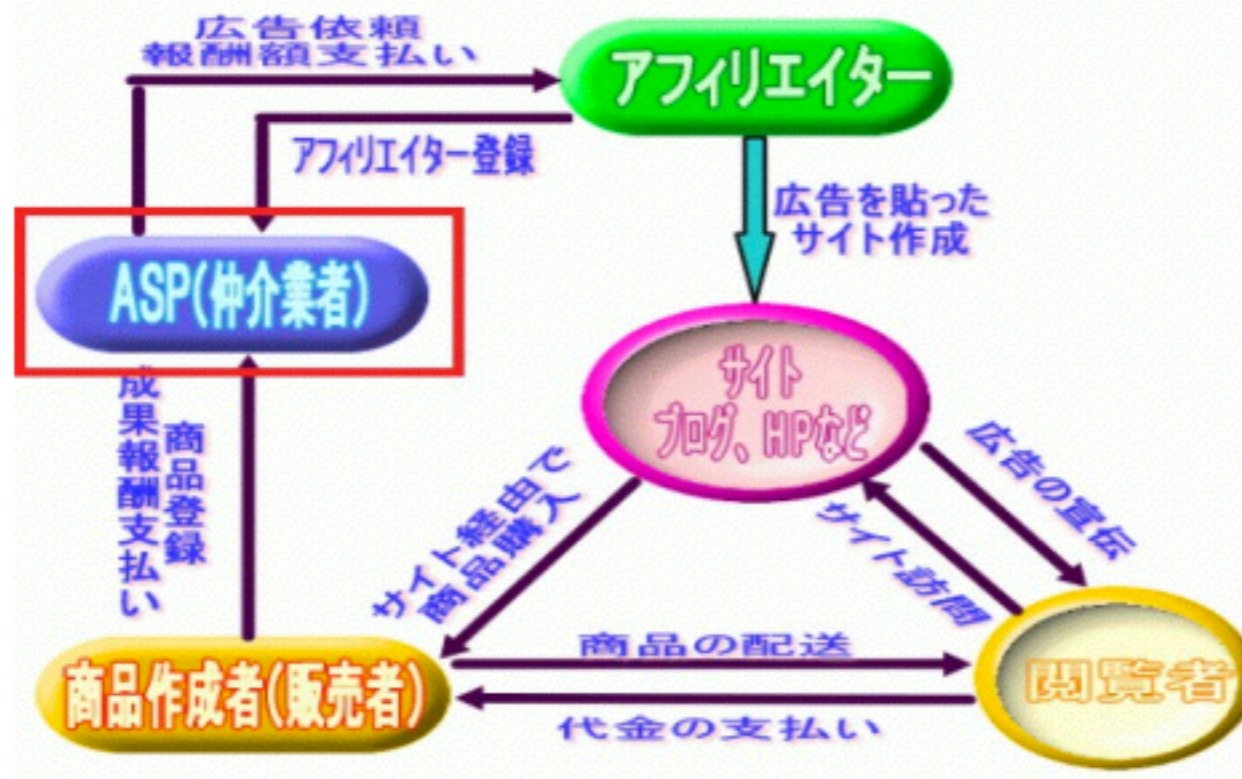 広告依頼
報酬額支払い
アフィリエイター
アフィリエイター登録
広告を貼った
サイト作成
ASP(仲介業者)
サイト
ブログ、HPなど
成果報酬支払い
商品登録
サイト経由で
商品購入
広告の宣伝
サイト訪問
商品の配送
商品作成者(販売者)
閲覧者
代金の支払い